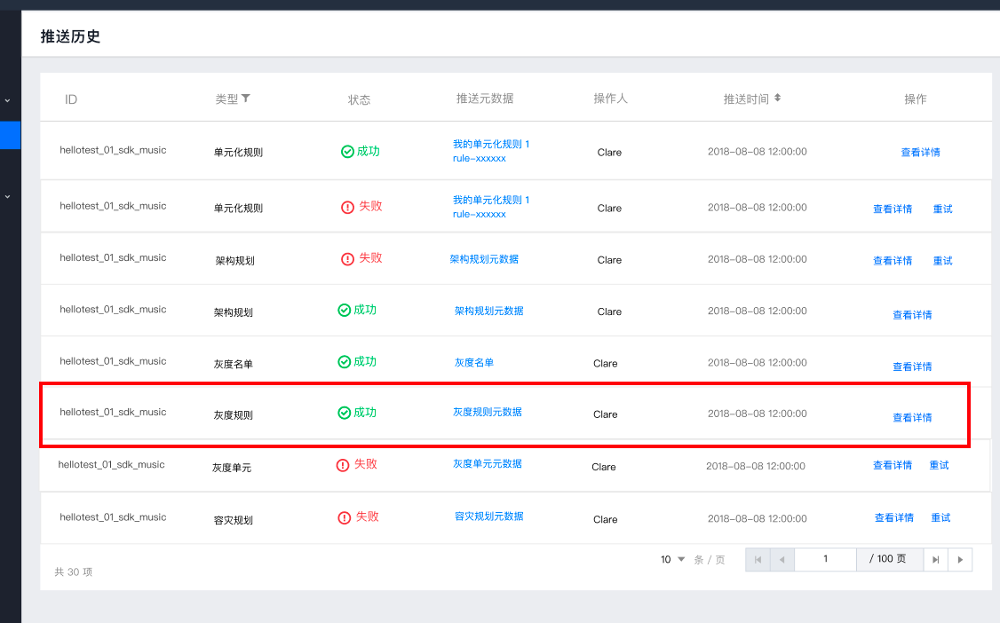 推送历史
ID 类型 状态 推送元数据 操作人 推送时间 操作
hellotest_01_sdk_music 单元化规则 成功 我的单元化规则 1 Clare 2018-08-08 12:00:00 查看详情
rule-xxxxxx
hellotest_01_sdk_music 单元化规则 失败 我的单元化规则 1 Clare 2018-08-08 12:00:00 查看详情 重试
rule-xxxxxx
hellotest_01_sdk_music 架构规划 失败 架构规划元数据 Clare 2018-08-08 12:00:00 查看详情 重试
hellotest_01_sdk_music 架构规划 成功 架构规划元数据 Clare 2018-08-08 12:00:00 查看详情
hellotest_01_sdk_music 灰度名单 成功 灰度名单 Clare 2018-08-08 12:00:00 查看详情
hellotest_01_sdk_music 灰度规则 成功 灰度规则元数据 Clare 2018-08-08 12:00:00 查看详情
hellotest_01_sdk_music 灰度单元 失败 灰度单元元数据 Clare 2018-08-08 12:00:00 查看详情 重试
hellotest_01_sdk_music 容灾规划 失败 容灾规划元数据 Clare 2018-08-08 12:00:00 查看详情 重试
10 条 / 页 1 / 100 页
共 30 项